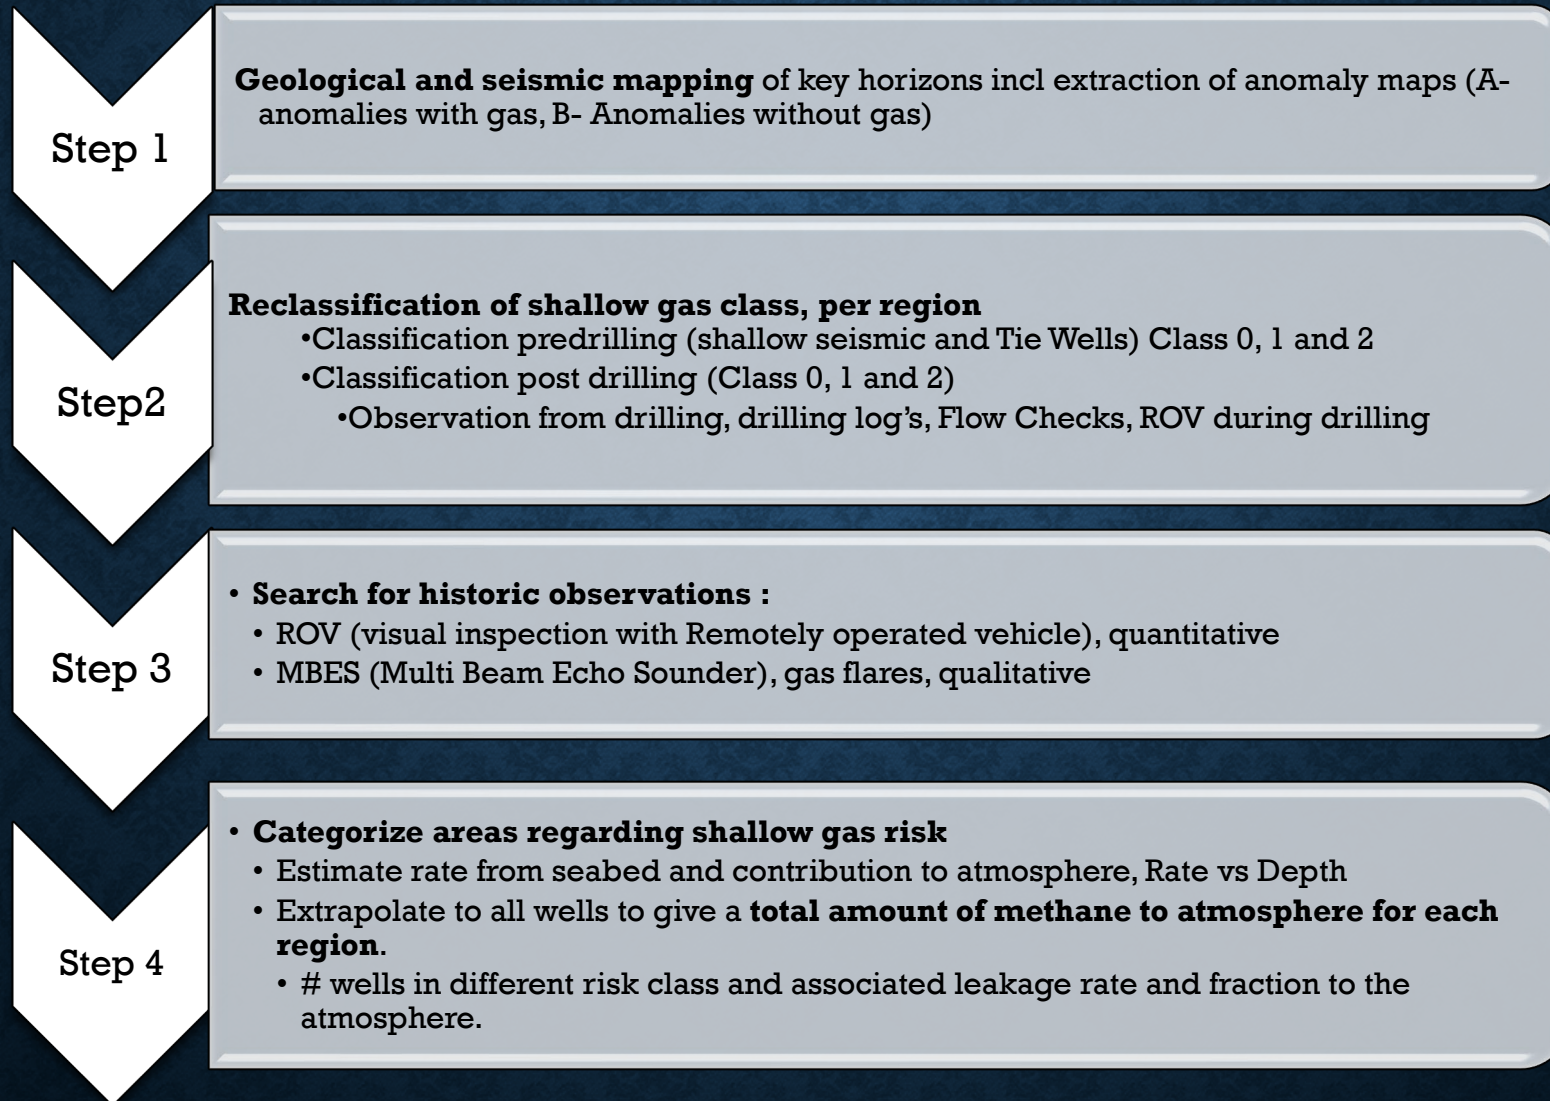 Step 1
Geological and seismic mapping of key horizons incl extraction of anomaly maps (A-
anomalies with gas, B- Anomalies without gas)
Step2
Reclassification of shallow gas class, per region
•Classification predrilling (shallow seismic and Tie Wells) Class 0, 1 and 2
•Classification post drilling (Class 0, 1 and 2)
•Observation from drilling, drilling log's, Flow Checks, ROV during drilling
Step 3
• Search for historic observations :
• ROV (visual inspection with Remotely operated vehicle), quantitative
• MBES (Multi Beam Echo Sounder), gas flares, qualitative
Step 4
• Categorize areas regarding shallow gas risk
• Estimate rate from seabed and contribution to atmosphere, Rate vs Depth
• Extrapolate to all wells to give a total amount of methane to atmosphere for each
region.
• # wells in different risk class and associated leakage rate and fraction to the
atmosphere.